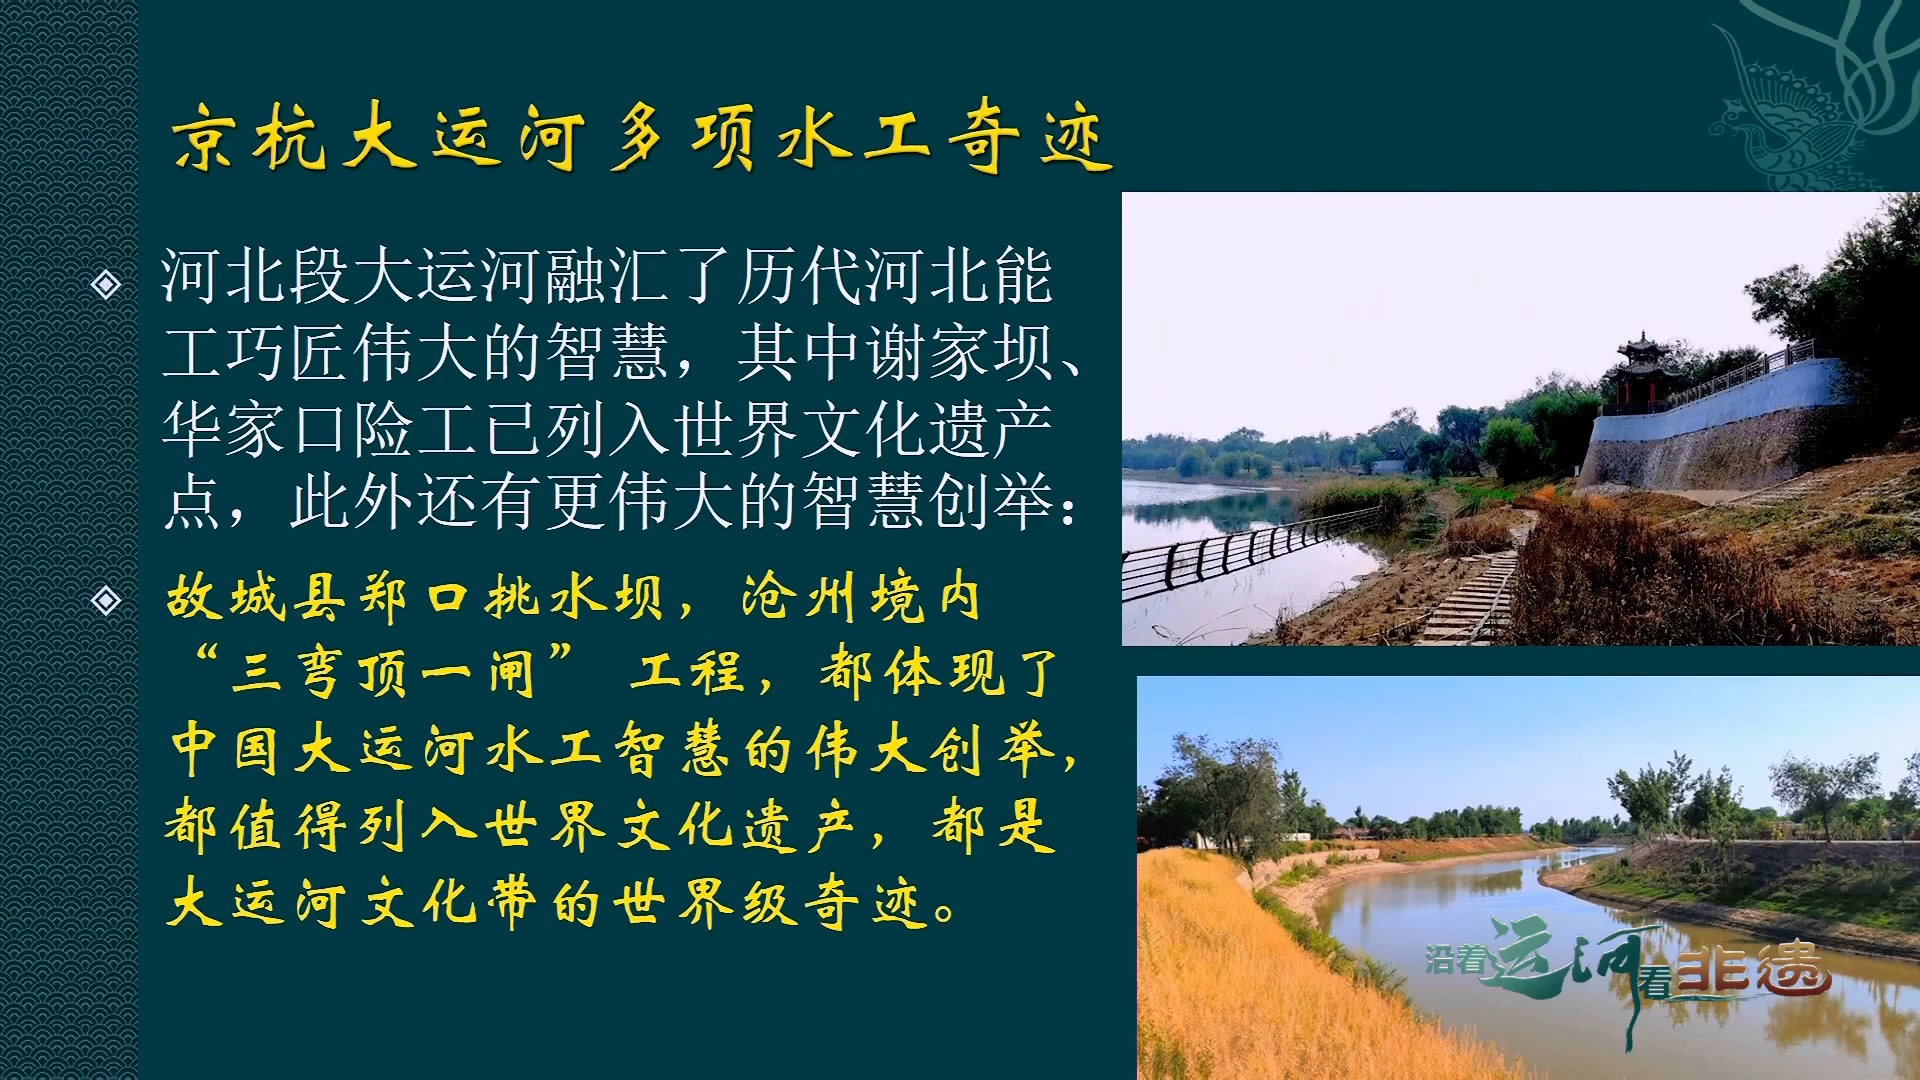 京杭大运河多项水工奇迹
河北段大运河融汇了历代河北能
工巧匠伟大的智慧，其中谢家坝、
华家口险工已列入世界文化遗产
点，此外还有更伟大的智慧创举：
故城县郑口挑水坝，沧州境内
“三弯顶一闸” 工程，都体现了
中国大运河水工智慧的伟大创举，
都值得列入世界文化遗产，都是
大运河文化带的世界级奇迹。
沿着运河看非遗